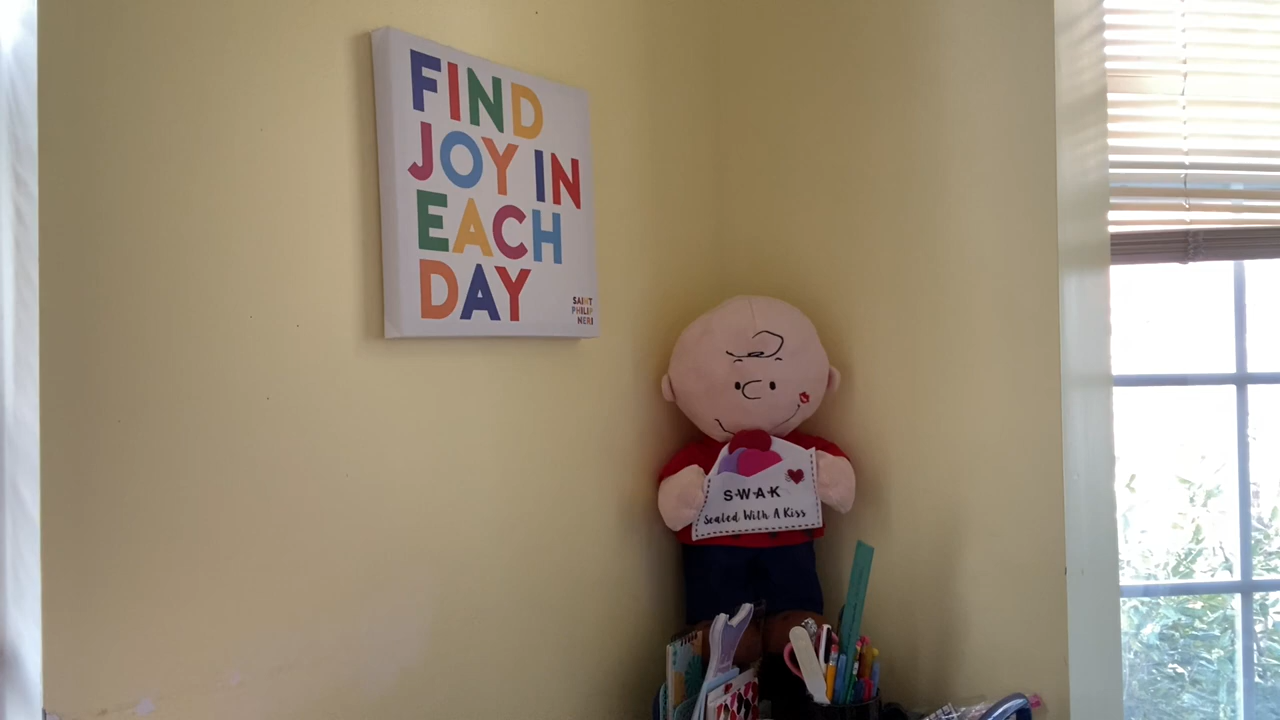 FIND
JOY IN
EACH
DAY
SAINT
PHILIP
NERI
S•W•A•K
Sealed With A Kiss